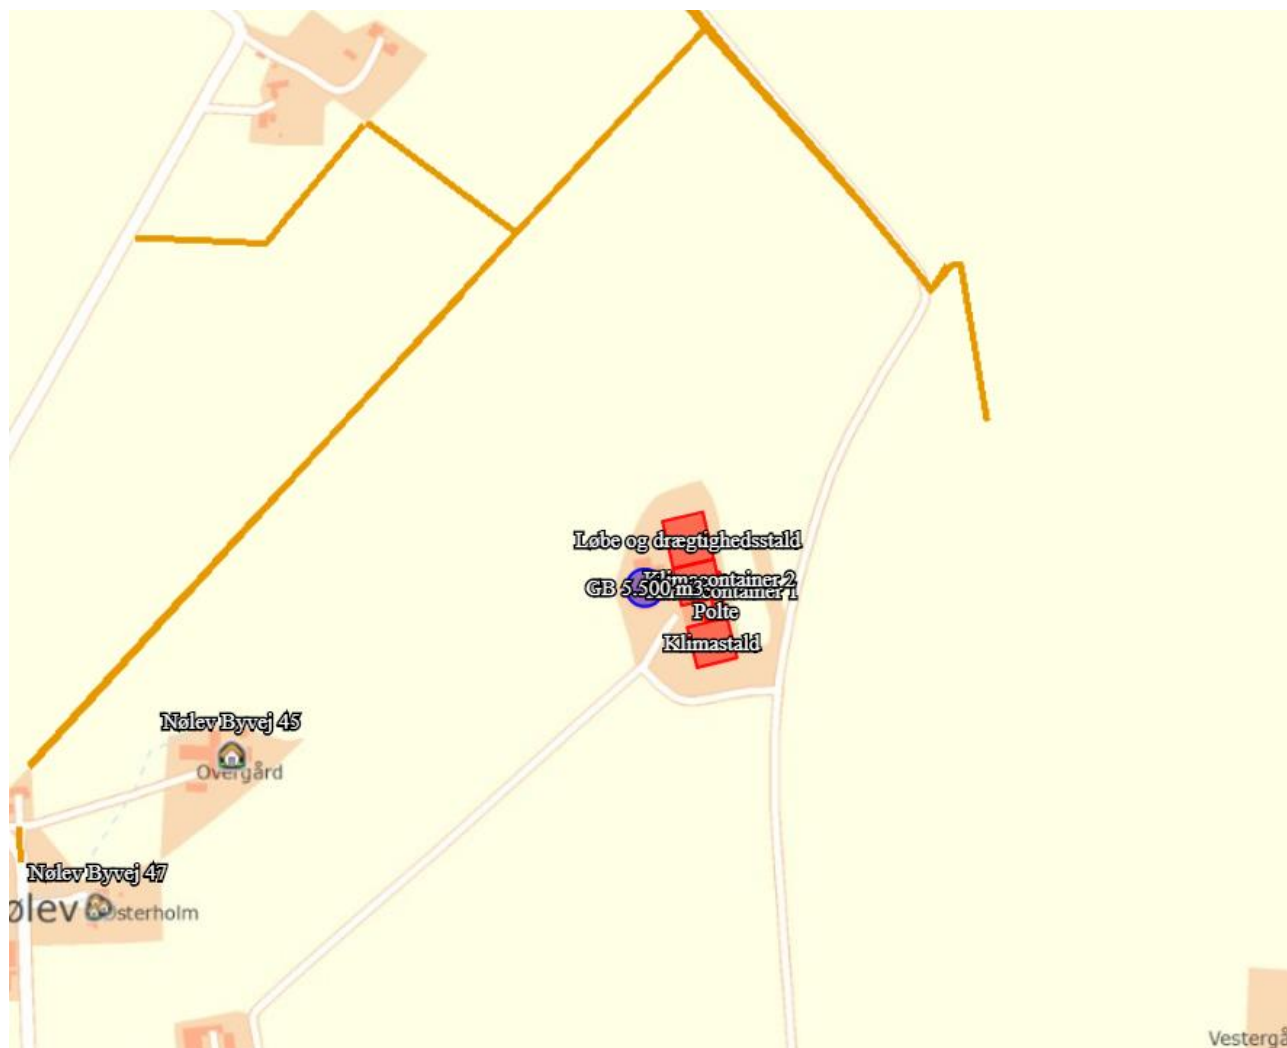 Løbe og drægtighedsstald
Klimacontainer 2
GB 5.500 m3
Klimacontainer 1
Polte
Klimastald
Nølev Byvej 45
Overgård
Nølev Byvej 47
ølev
Østerholm
Vestergå